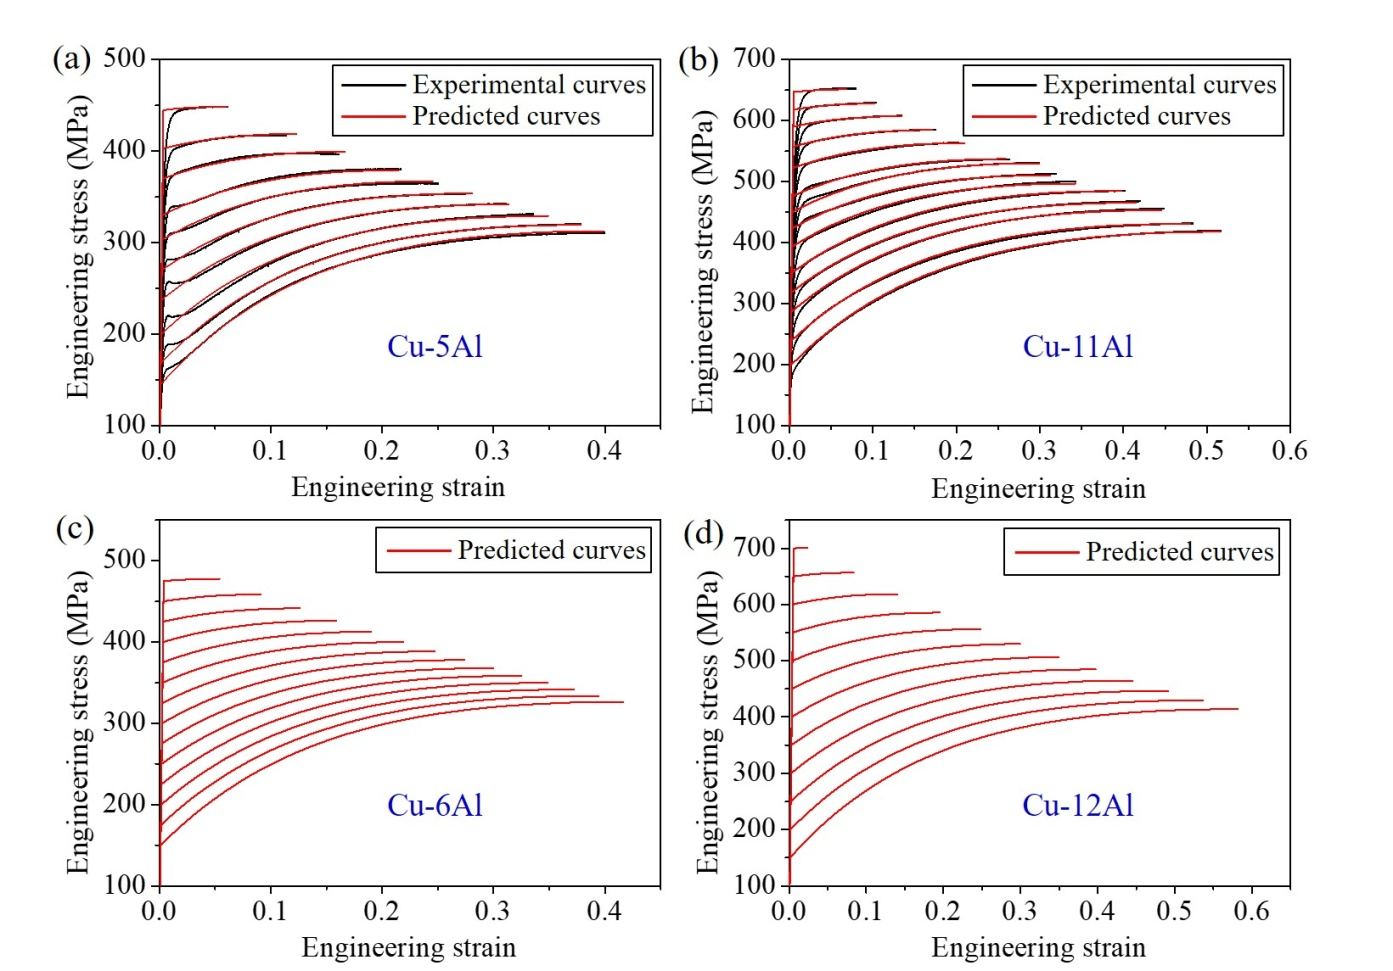 (a)
500
400
300
200
100
Engineering stress (MPa)
Experimental curves
Predicted curves
Cu-5Al
0.0 0.1 0.2 0.3 0.4
Engineering strain
(b)
700
600
500
400
300
200
100
Engineering stress (MPa)
Experimental curves
Predicted curves
Cu-11Al
0.0 0.1 0.2 0.3 0.4 0.5 0.6
Engineering strain
(c)
500
400
300
200
100
Engineering stress (MPa)
Predicted curves
Cu-6Al
0.0 0.1 0.2 0.3 0.4
Engineering strain
(d)
700
600
500
400
300
200
100
Engineering stress (MPa)
Predicted curves
Cu-12Al
0.0 0.1 0.2 0.3 0.4 0.5 0.6
Engineering strain